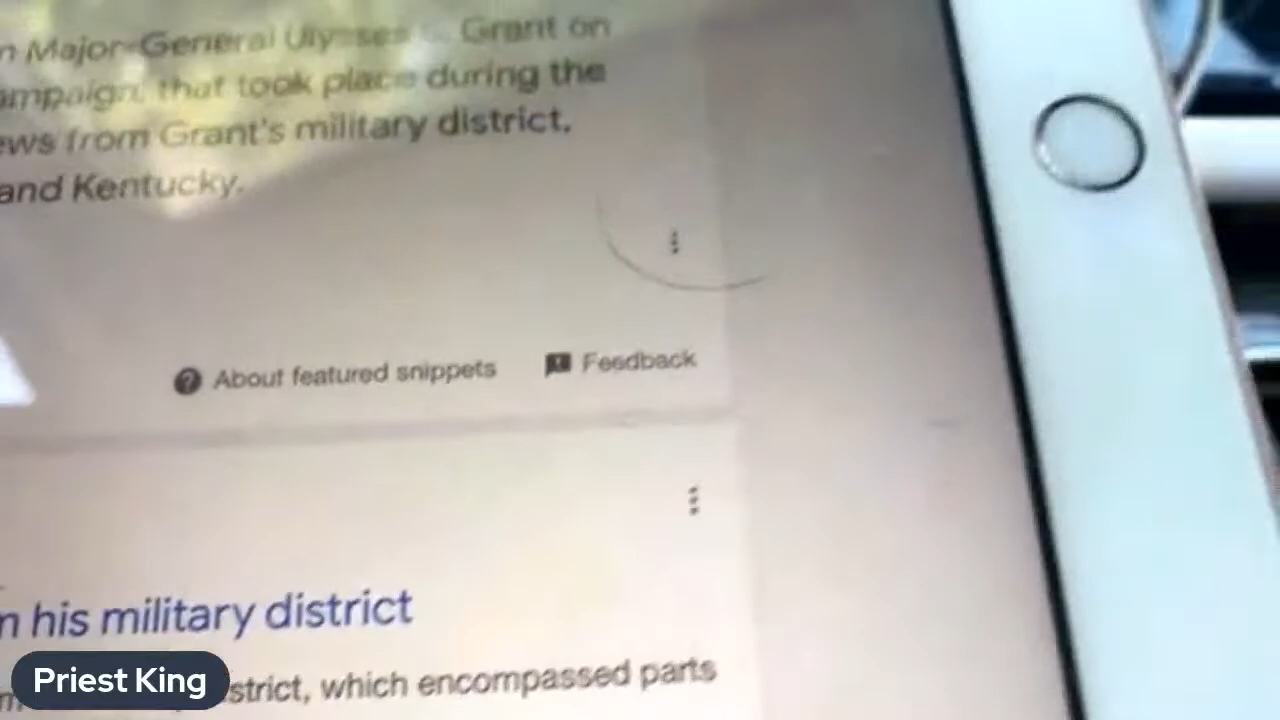 Major-General Ulysses Grant on
that took place during the
from Grant's military district.
and Kentucky.
About featured snippets
Feedback
his military district
Priest King
which encompassed parts